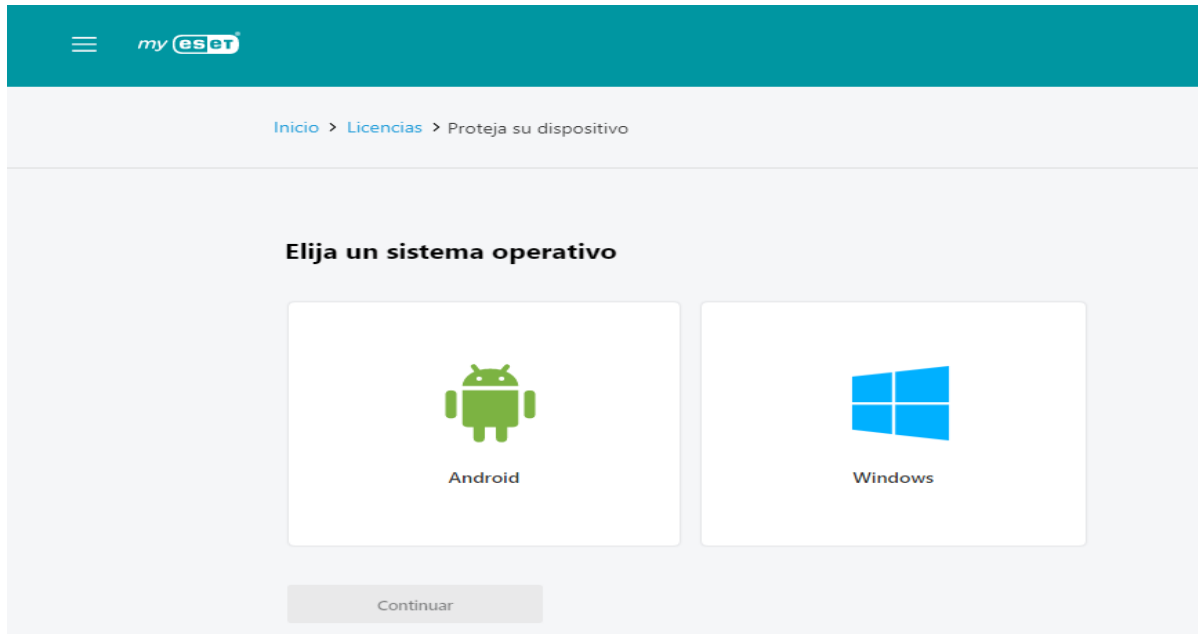 my eset
Inicio > Licencias > Proteja su dispositivo
Elija un sistema operativo
Android
Windows
Continuar